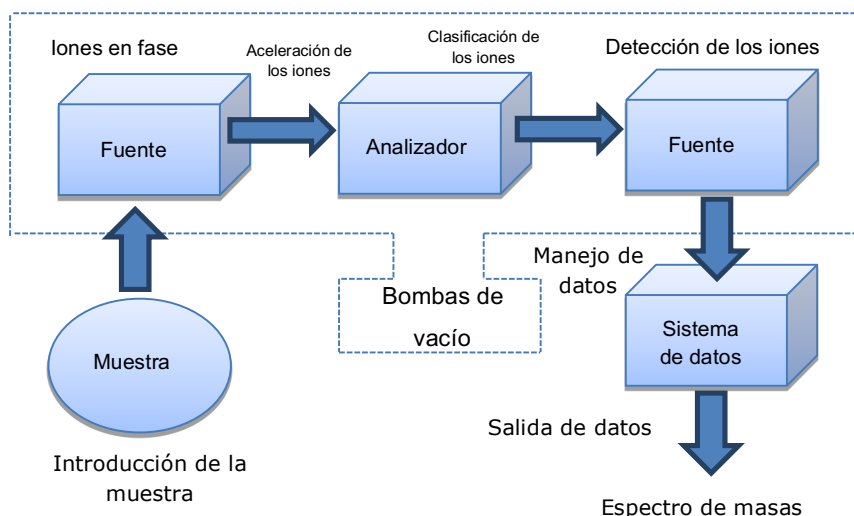 Iones en fase
Aceleración de
los iones
Clasificación de
los iones
Detección de los iones
Fuente
Analizador
Fuente
Manejo de
datos
Bombas de
vacío
Muestra
Sistema
de datos
Salida de datos
Introducción de la
muestra
Espectro de masas